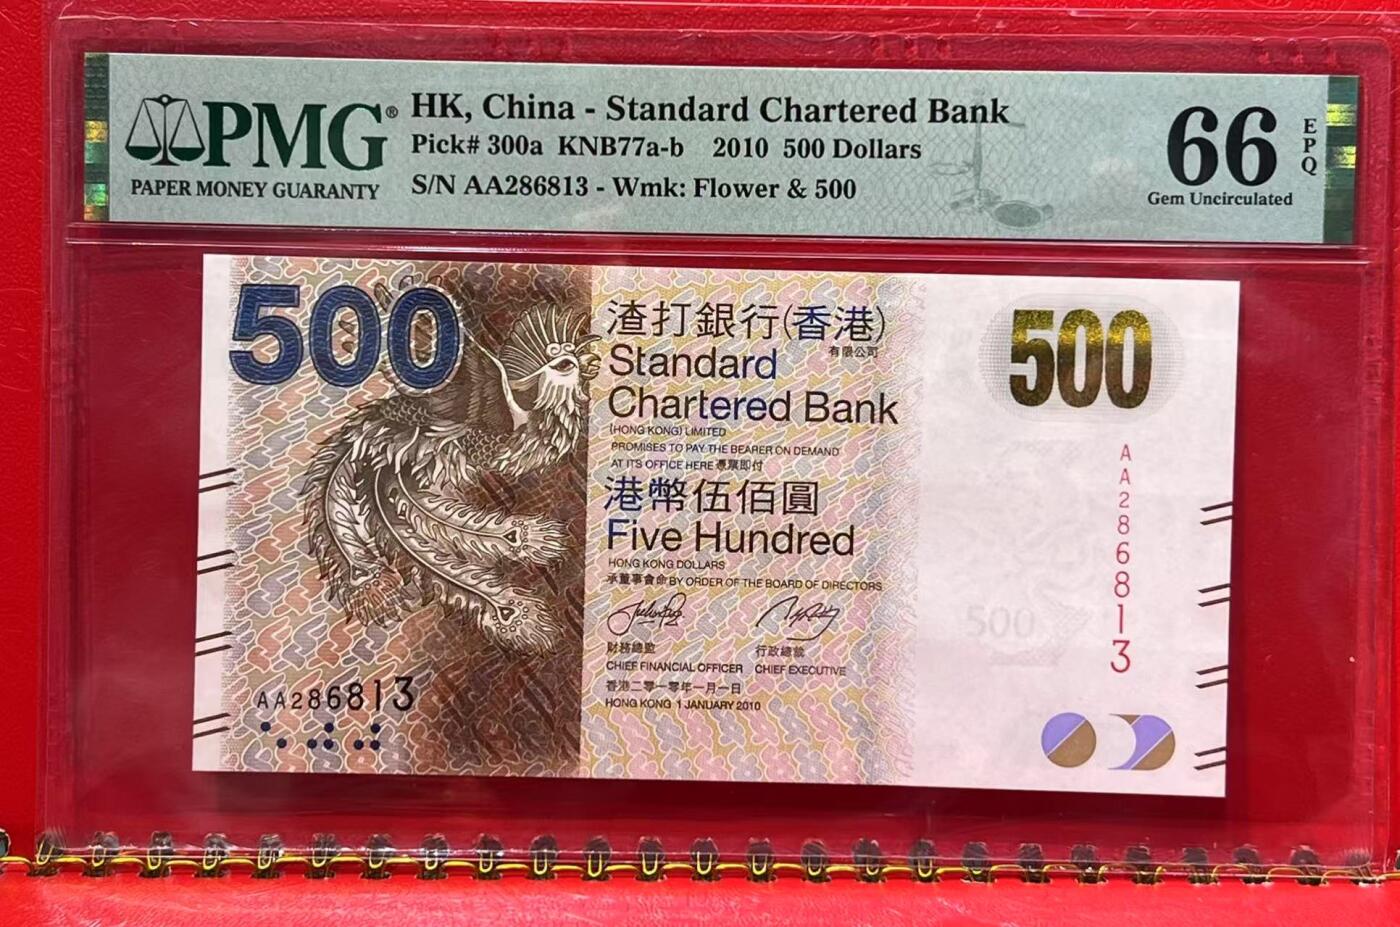 PMG®
PAPER MONEY GUARANTY
HK, China - Standard Chartered Bank
Pick# 300a KNB77a-b 2010 500 Dollars
S/N AA286813 - Wmk: Flower & 500
66
EPQ
Gem Uncirculated
500
渣打銀行(香港)
有限公司
Standard
Chartered Bank
(HONG KONG) LIMITED
PROMISES TO PAY THE BEARER ON DEMAND
AT ITS OFFICE HERE 憑票即付
港幣伍佰圓
Five Hundred
HONG KONG DOLLARS
承董事會命 BY ORDER OF THE BOARD OF DIRECTORS
財務總監
CHIEF FINANCIAL OFFICER
行政總裁
CHIEF EXECUTIVE
香港二零一零年一月一日
HONG KONG 1 JANUARY 2010
AA286813
500
AA286813
500